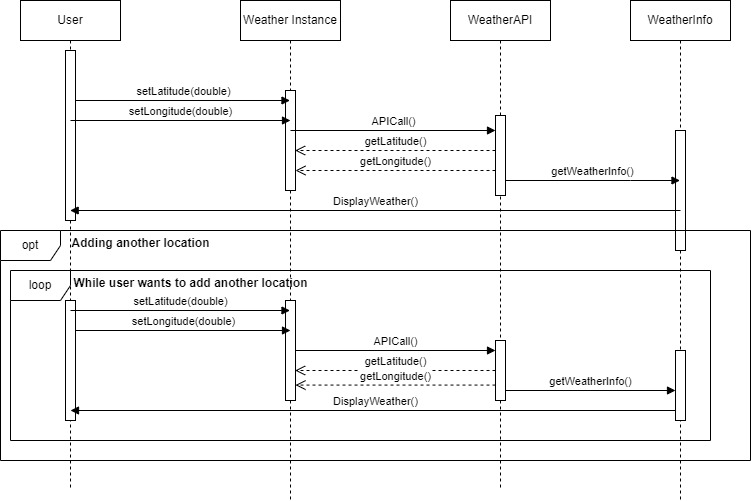 User
Weather Instance
WeatherAPI
WeatherInfo
setLatitude(double)
setLongitude(double)
APICall()
getLatitude()
getLongitude()
getWeatherInfo()
DisplayWeather()
opt
Adding another location
loop
While user wants to add another location
setLatitude(double)
setLongitude(double)
APICall()
getLatitude()
getLongitude()
getWeatherInfo()
DisplayWeather()